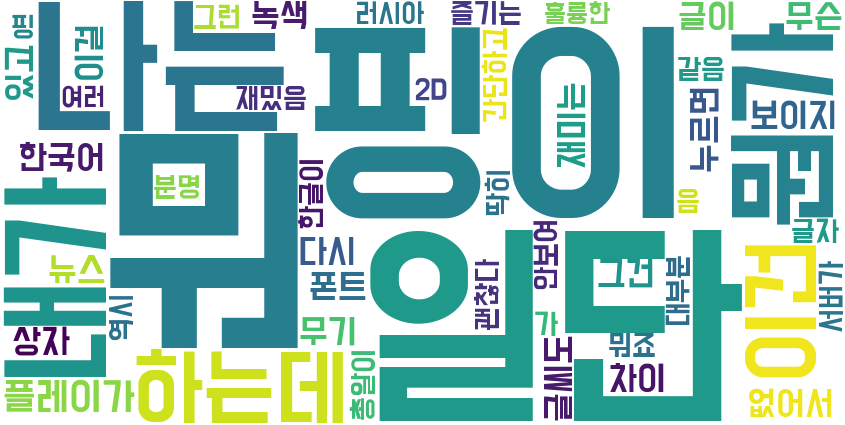 핑
있고
이걸
여러
그런
녹색
러시아
즐기는
훌륭한
글이
무슨
나는
핑이
게임
재밌음
2D
간단하고
재미는
같음
누르면
보이지
한국어
뭐
분명
한글이
딱히
음
글자
내가
뉴스
역시
상자
다시
폰트
무기
일단
괜찮다
안보여
그건
대부분
이건
서버가
가
뭐죠
플레이가
하는데
총알이
글씨도
차이
없어서